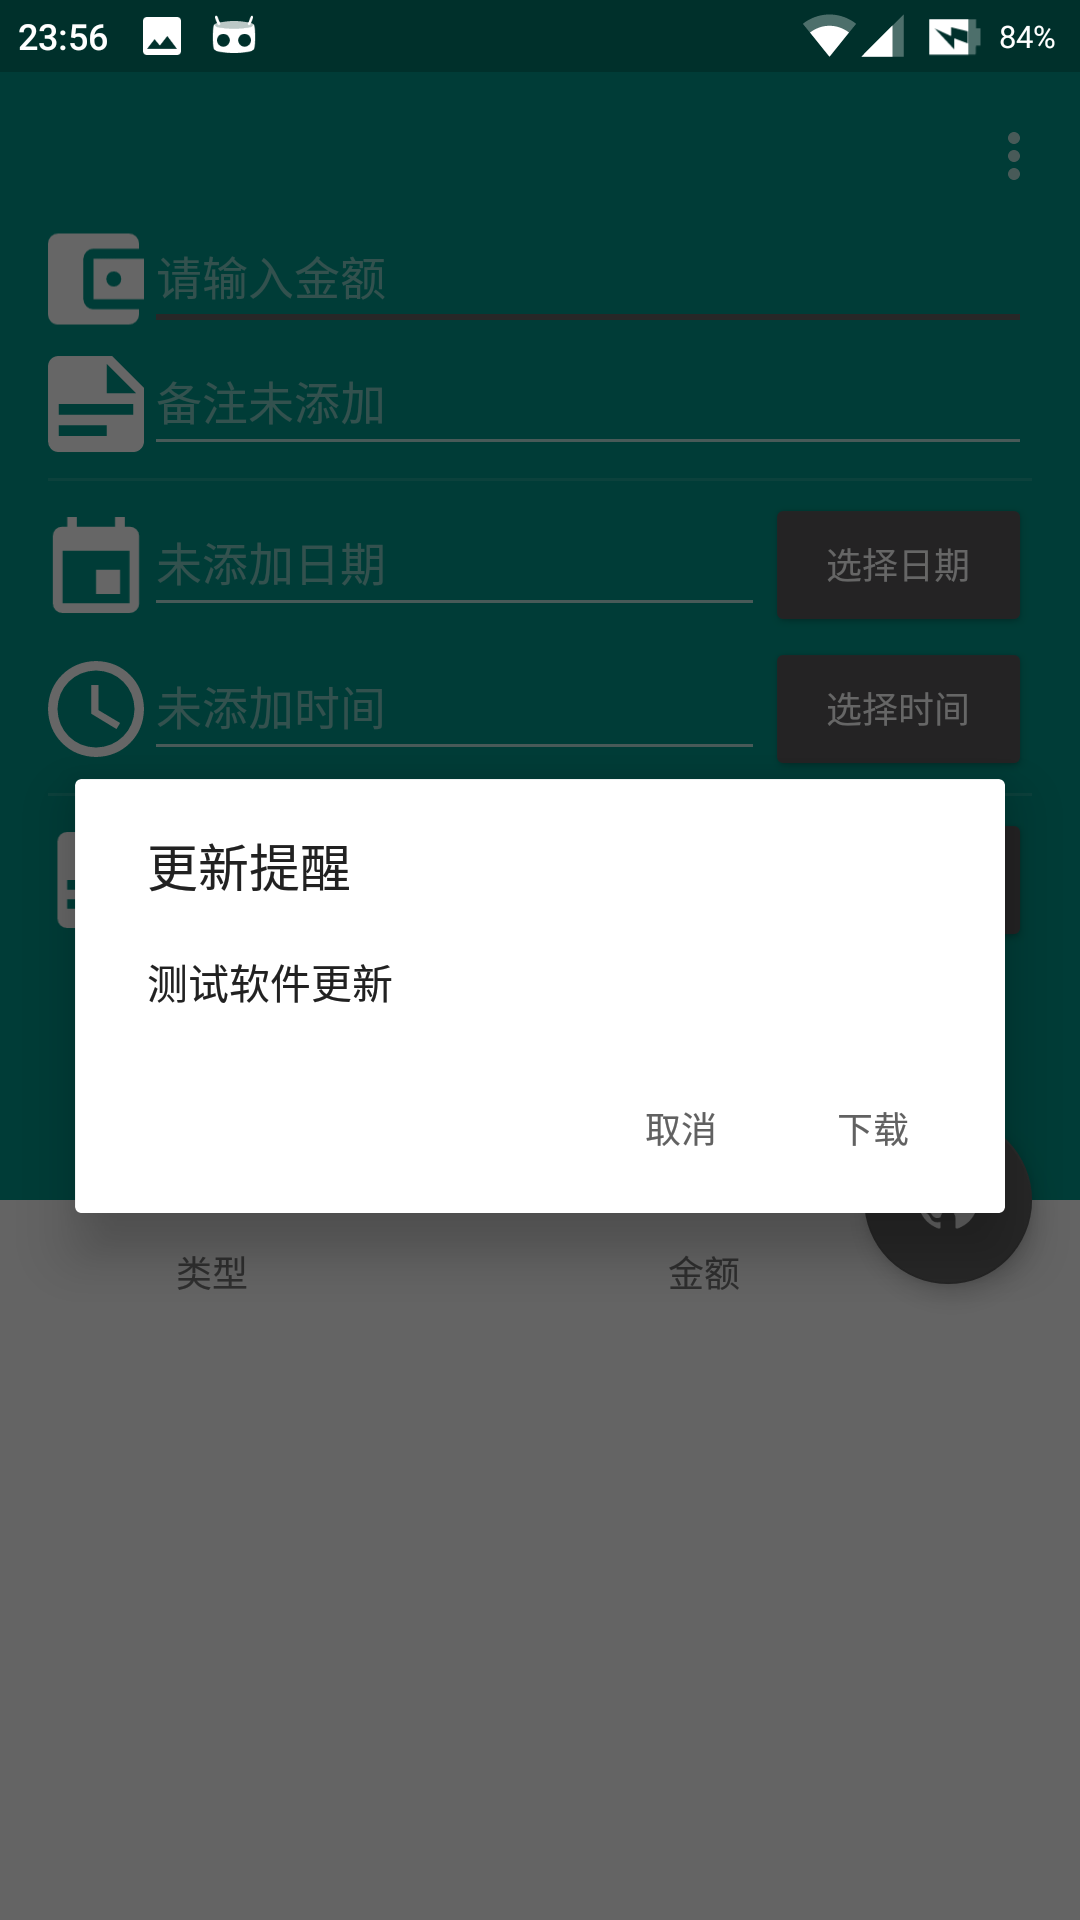 23:56
84%
请输入金额
备注未添加
未添加日期
选择日期
未添加时间
选择时间
更新提醒
测试软件更新
取消
下载
类型
金额